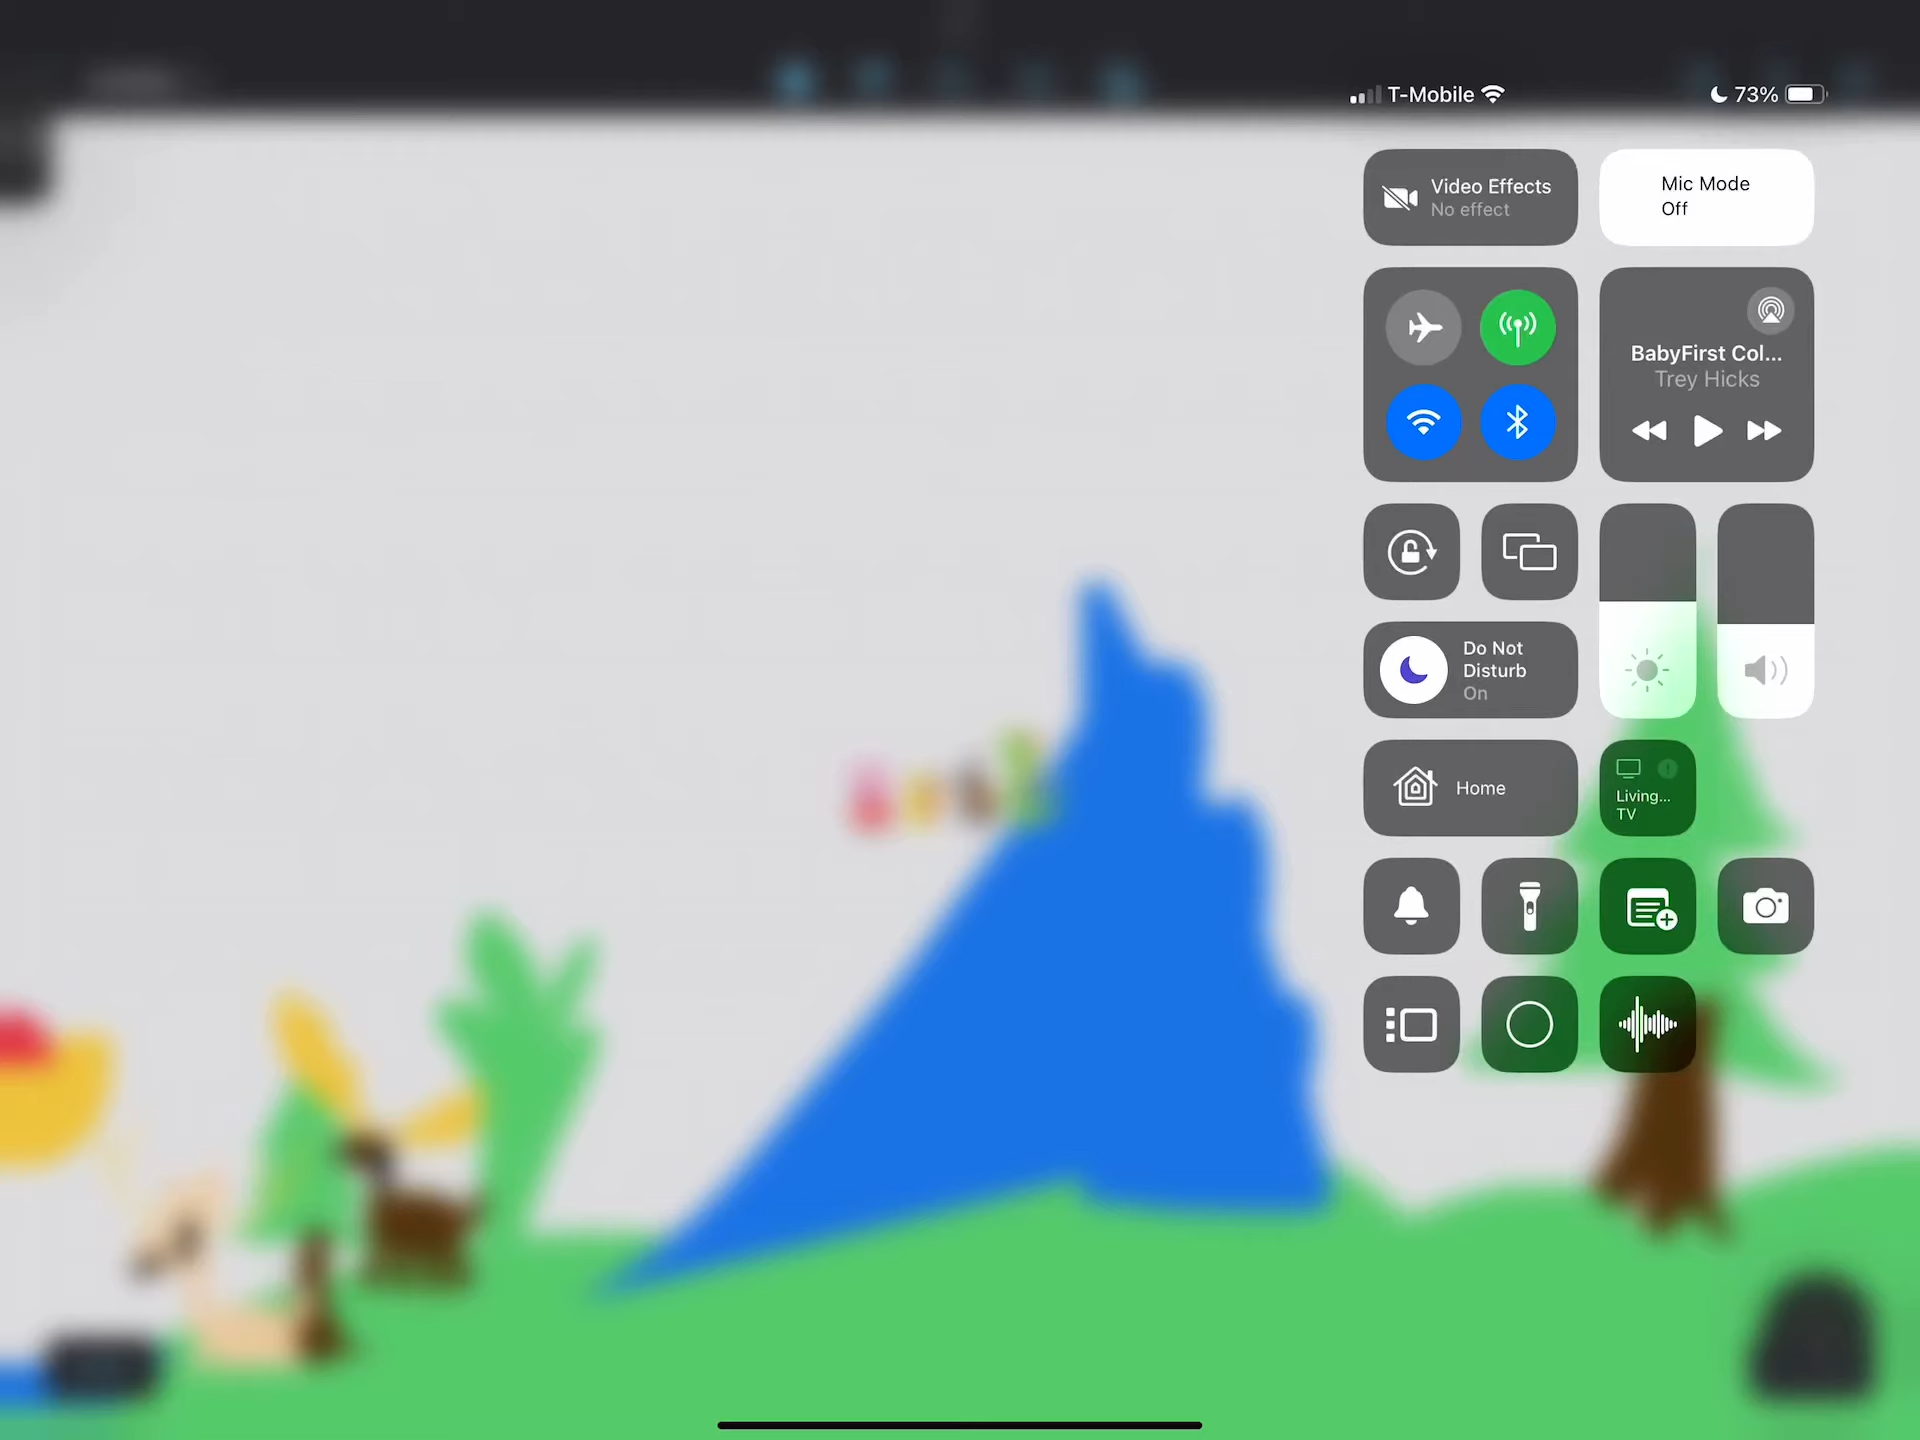 T-Mobile
73%
Video Effects
No effect
Mic Mode
Off
BabyFirst Col...
Trey Hicks
Do Not
Disturb
On
Home
Living...
TV